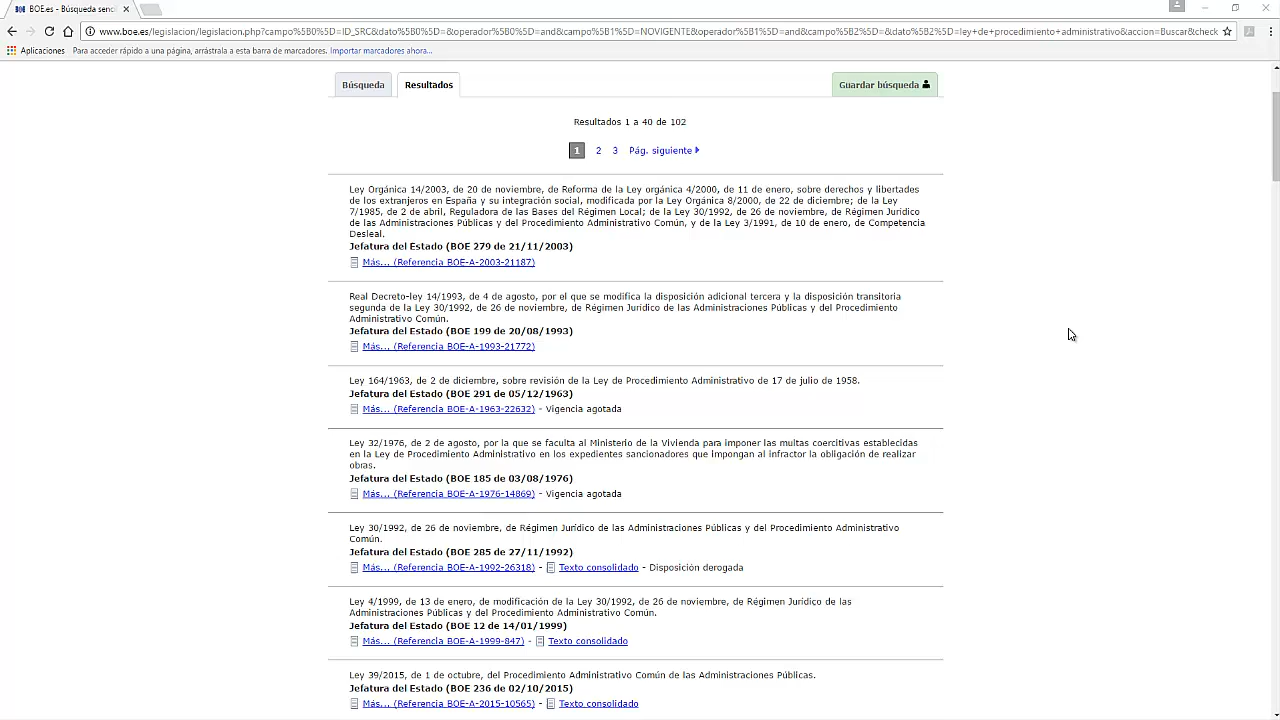 BOE.es - Búsqueda senc
www.boe.es/legislacion/legislacion.php?campo%5B0%5D=ID_SRC&dato%5B0%5D=&operador%5B0%5D=and&campo%5B1%5D=NOVIGENTE&operador%5B1%5D=and&campo%5B2%5D=&dato%5B2%5D=ley+de+procedimiento+administrativo&accion=Buscar&check
Aplicaciones Para acceder rápido a una página, arrástrala a esta barra de marcadores. Importar marcadores ahora...
Búsqueda Resultados Guardar búsqueda
Resultados 1 a 40 de 102
1 2 3 Pág. siguiente
Ley Orgánica 14/2003, de 20 de noviembre, de Reforma de la Ley orgánica 4/2000, de 11 de enero, sobre derechos y libertades
de los extranjeros en España y su integración social, modificada por la Ley Orgánica 8/2000, de 22 de diciembre; de la Ley
7/1985, de 2 de abril, Reguladora de las Bases del Régimen Local; de la Ley 30/1992, de 26 de noviembre, de Régimen Jurídico
de las Administraciones Públicas y del Procedimiento Administrativo Común, y de la Ley 3/1991, de 10 de enero, de Competencia
Desleal.
Jefatura del Estado (BOE 279 de 21/11/2003)
Más... (Referencia BOE-A-2003-21187)
Real Decreto-ley 14/1993, de 4 de agosto, por el que se modifica la disposición adicional tercera y la disposición transitoria
segunda de la Ley 30/1992, de 26 de noviembre, de Régimen Jurídico de las Administraciones Públicas y del Procedimiento
Administrativo Común.
Jefatura del Estado (BOE 199 de 20/08/1993)
Más... (Referencia BOE-A-1993-21772)
Ley 164/1963, de 2 de diciembre, sobre revisión de la Ley de Procedimiento Administrativo de 17 de julio de 1958.
Jefatura del Estado (BOE 291 de 05/12/1963)
Más... (Referencia BOE-A-1963-22632) - Vigencia agotada
Ley 32/1976, de 2 de agosto, por la que se faculta al Ministerio de la Vivienda para imponer las multas coercitivas establecidas
en la Ley de Procedimiento Administrativo en los expedientes sancionadores que impongan al infractor la obligación de realizar
obras.
Jefatura del Estado (BOE 185 de 03/08/1976)
Más... (Referencia BOE-A-1976-14869) - Vigencia agotada
Ley 30/1992, de 26 de noviembre, de Régimen Jurídico de las Administraciones Públicas y del Procedimiento Administrativo
Común.
Jefatura del Estado (BOE 285 de 27/11/1992)
Más... (Referencia BOE-A-1992-26318) - Texto consolidado - Disposición derogada
Ley 4/1999, de 13 de enero, de modificación de la Ley 30/1992, de 26 de noviembre, de Régimen Jurídico de las
Administraciones Públicas y del Procedimiento Administrativo Común.
Jefatura del Estado (BOE 12 de 14/01/1999)
Más... (Referencia BOE-A-1999-847) - Texto consolidado
Ley 39/2015, de 1 de octubre, del Procedimiento Administrativo Común de las Administraciones Públicas.
Jefatura del Estado (BOE 236 de 02/10/2015)
Más... (Referencia BOE-A-2015-10565) - Texto consolidado